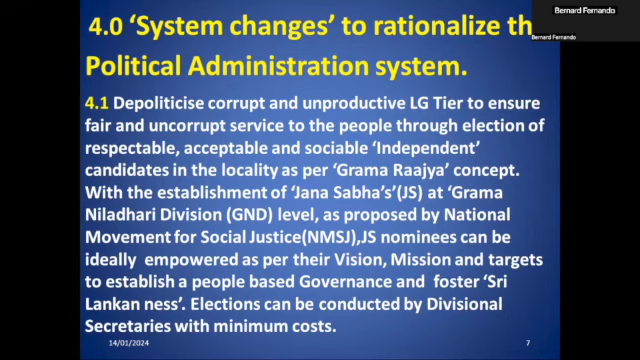 Bernard Fernando
Bernard Fernando
4.0 ‘System changes’ to rationalize th
Political Administration system.
4.1 Depoliticise corrupt and unproductive LG Tier to ensure
fair and uncorrupt service to the people through election of
respectable, acceptable and sociable ‘Independent’
candidates in the locality as per ‘Grama Raajya’ concept.
With the establishment of ‘Jana Sabha’s’(JS) at ‘Grama
Niladhari Division (GND) level, as proposed by National
Movement for Social Justice(NMSJ),JS nominees can be
ideally empowered as per their Vision, Mission and targets
to establish a people based Governance and foster ‘Sri
Lankan ness’. Elections can be conducted by Divisional
Secretaries with minimum costs.
14/01/2024 7